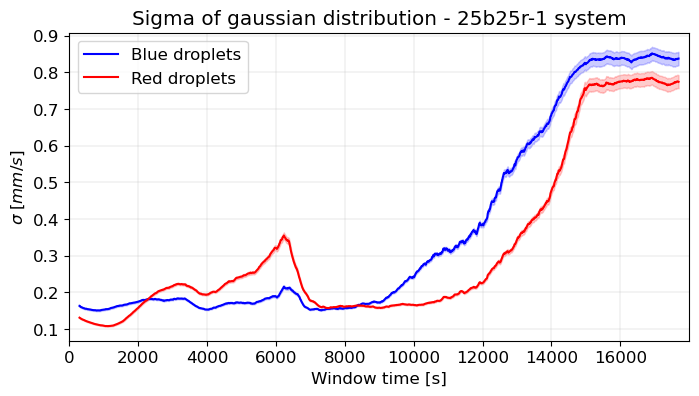 Sigma of gaussian distribution - 25b25r-1 system
Blue droplets
Red droplets
σ [mm/s]
0.9
0.8
0.7
0.6
0.5
0.4
0.3
0.2
0.1
0 2000 4000 6000 8000 10000 12000 14000 16000
Window time [s]